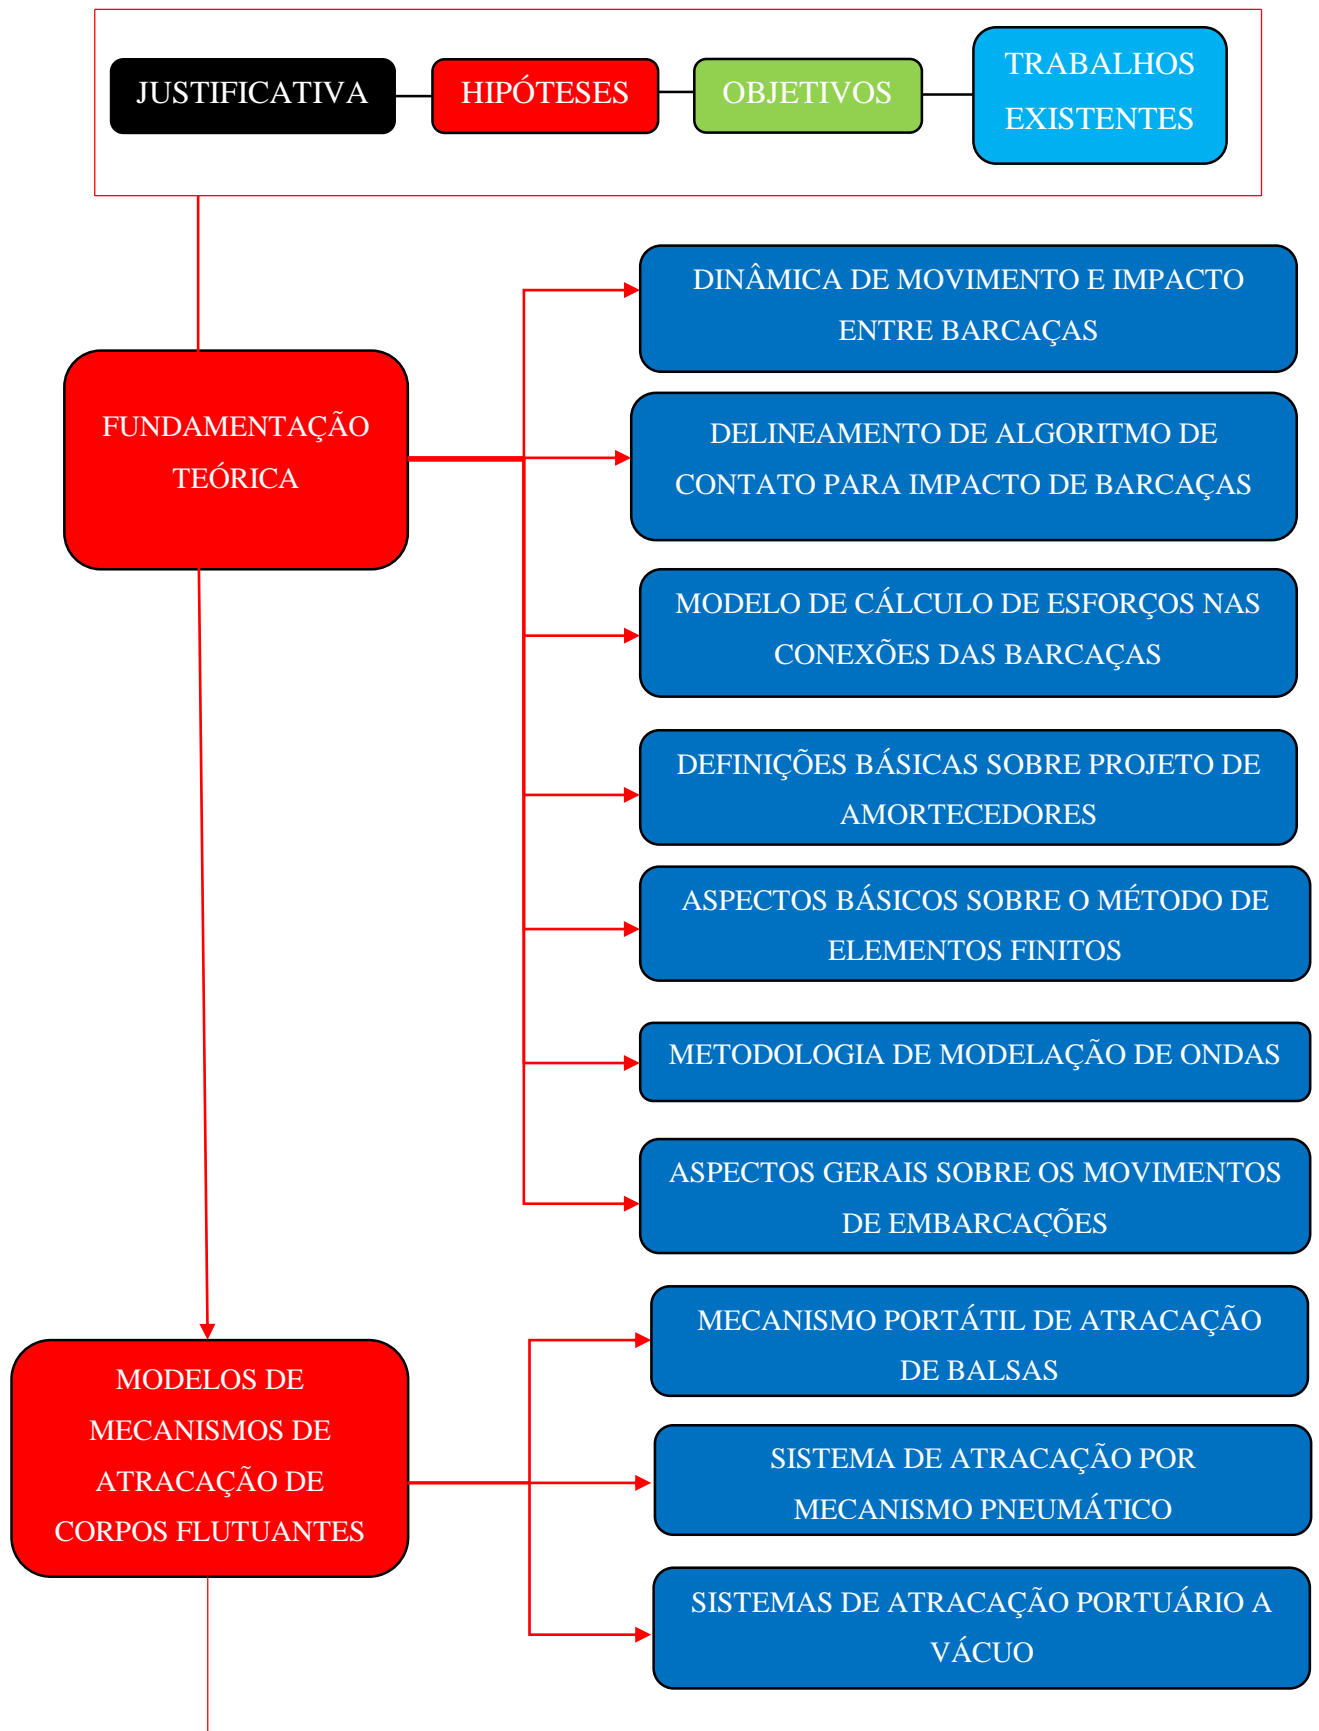 JUSTIFICATIVA
HIPÓTESES
OBJETIVOS
TRABALHOS
EXISTENTES
FUNDAMENTAÇÃO
TEÓRICA
DINÂMICA DE MOVIMENTO E IMPACTO
ENTRE BARCAÇAS
DELINEAMENTO DE ALGORITMO DE
CONTATO PARA IMPACTO DE BARCAÇAS
MODELO DE CÁLCULO DE ESFORÇOS NAS
CONEXÕES DAS BARCAÇAS
DEFINIÇÕES BÁSICAS SOBRE PROJETO DE
AMORTECEDORES
ASPECTOS BÁSICOS SOBRE O MÉTODO DE
ELEMENTOS FINITOS
METODOLOGIA DE MODELAÇÃO DE ONDAS
ASPECTOS GERAIS SOBRE OS MOVIMENTOS
DE EMBARCAÇÕES
MODELOS DE
MECANISMOS DE
ATRACAÇÃO DE
CORPOS FLUTUANTES
MECANISMO PORTÁTIL DE ATRACAÇÃO
DE BALSAS
SISTEMA DE ATRACAÇÃO POR
MECANISMO PNEUMÁTICO
SISTEMAS DE ATRACAÇÃO PORTUÁRIO A
VÁCUO